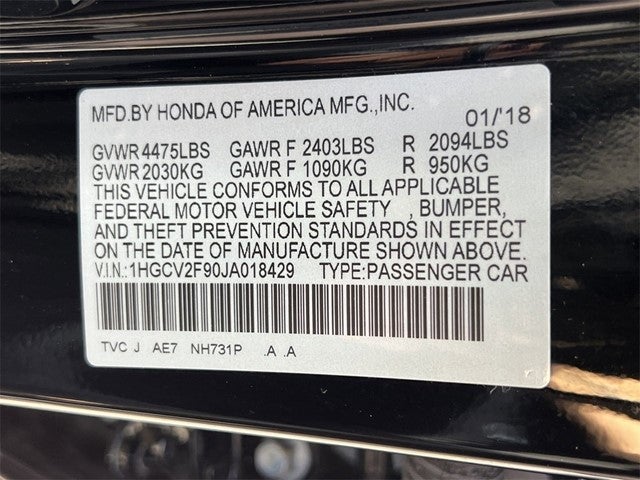 MFD.BY HONDA OF AMERICA MFG.,INC. 01/'18
GVWR 4475LBS GAWR F 2403LBS R 2094LBS
GVWR 2030KG GAWR F 1090KG R 950KG
THIS VEHICLE CONFORMS TO ALL APPLICABLE
FEDERAL MOTOR VEHICLE SAFETY , BUMPER,
AND THEFT PREVENTION STANDARDS IN EFFECT
ON THE DATE OF MANUFACTURE SHOWN ABOVE.
V.I.N.:1HGCV2F90JA018429 TYPE:PASSENGER CAR
TVC J AE7 NH731P .A .A